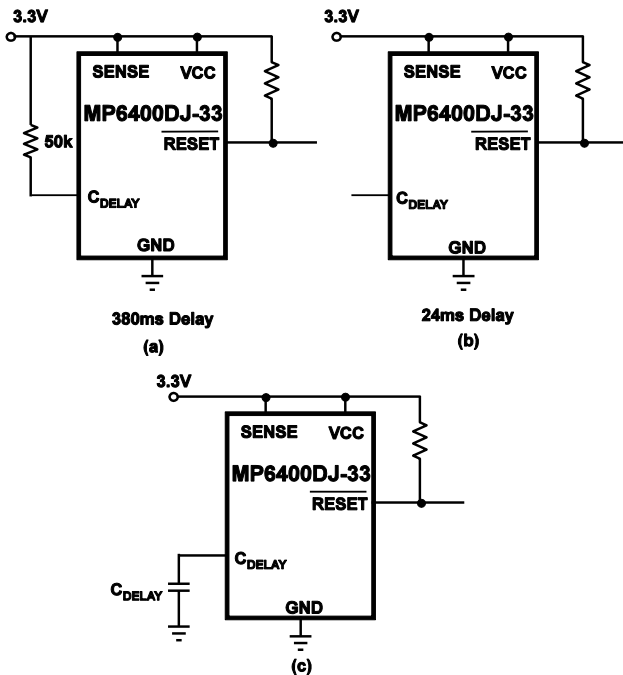 3.3V
SENSE VCC
MP6400DJ-33
50k
RESET
CDELAY
GND
380ms Delay
(a)
3.3V
SENSE VCC
MP6400DJ-33
RESET
CDELAY
GND
24ms Delay
(b)
3.3V
SENSE VCC
MP6400DJ-33
RESET
CDELAY
CDELAY
GND
(c)